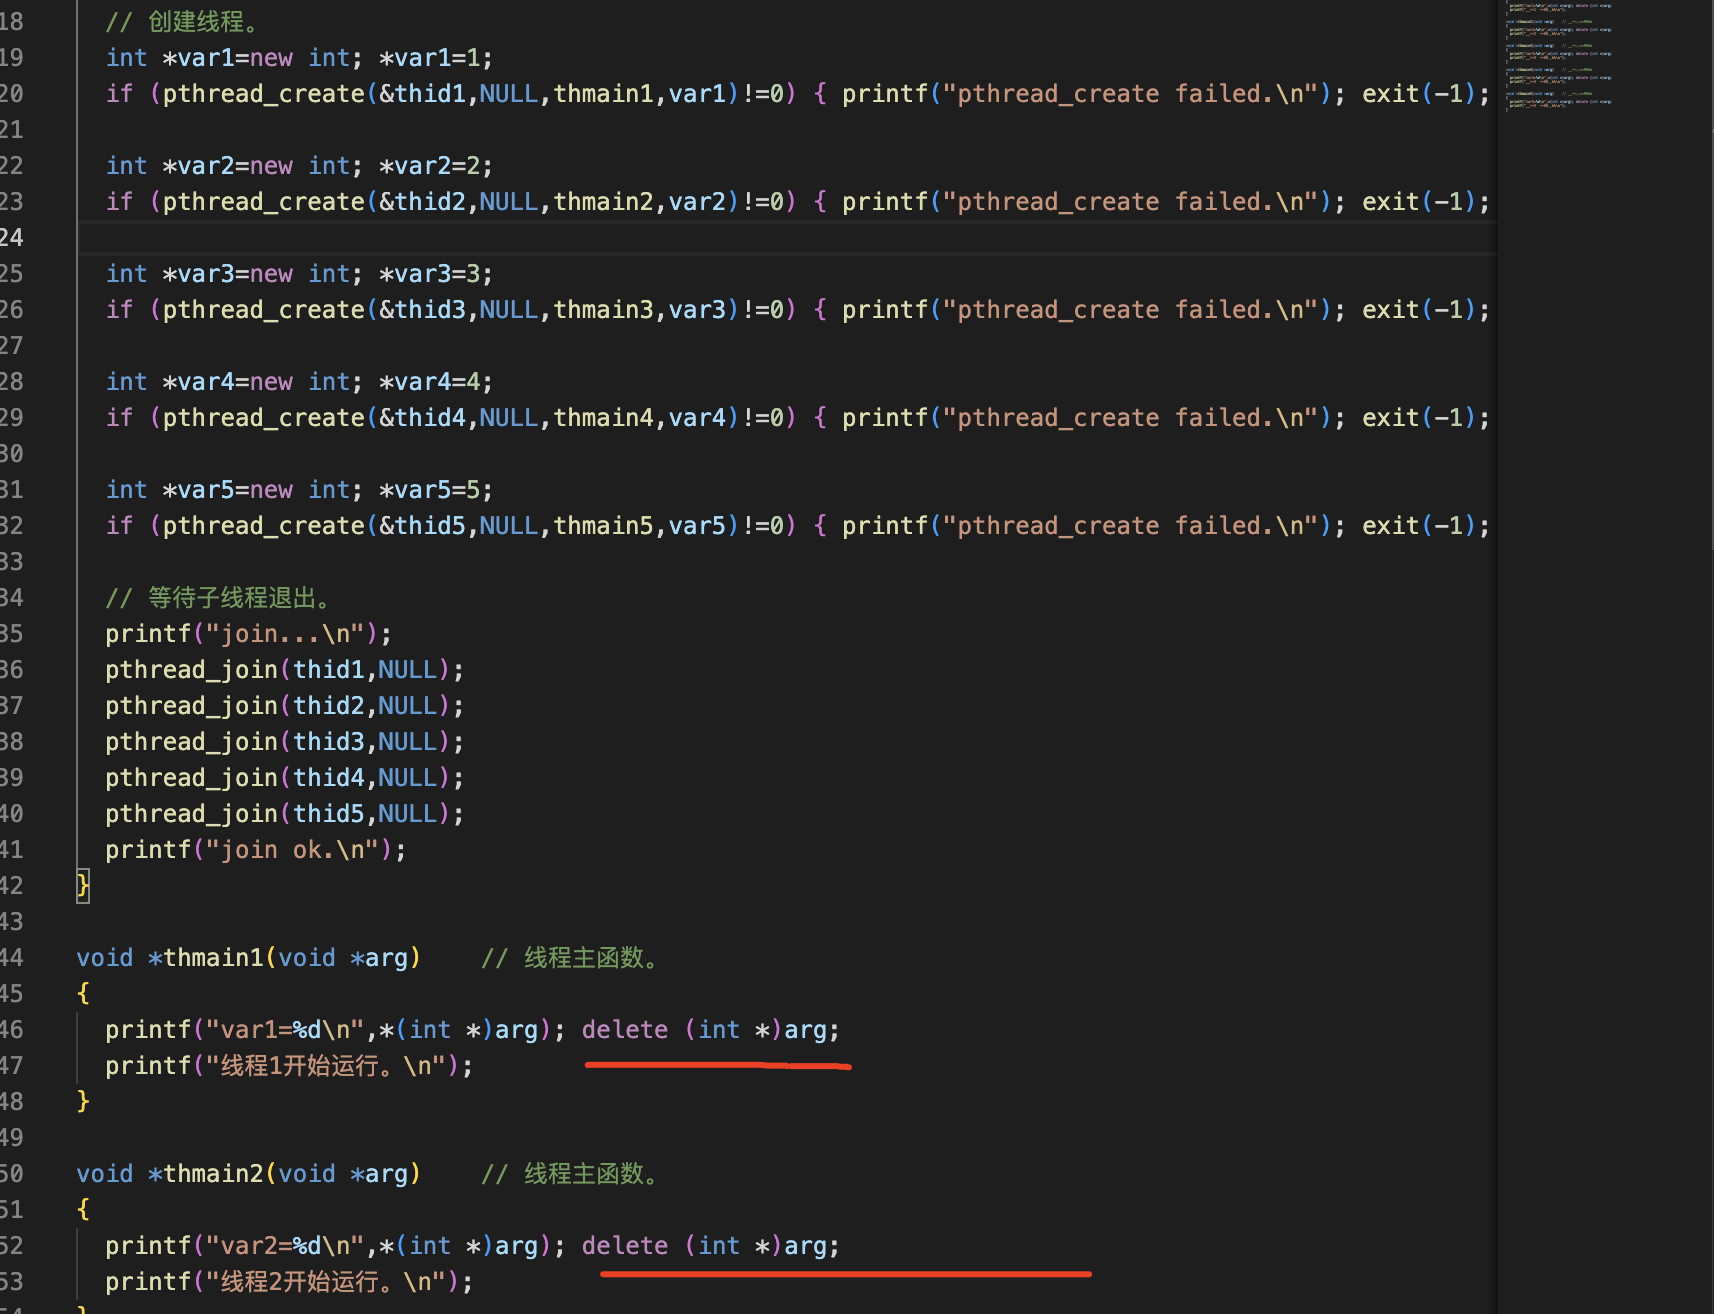 18 // 创建线程。
19 int *var1=new int; *var1=1;
20 if (pthread_create(&thid1,NULL,thmain1,var1)!=0) { printf("pthread_create failed.\n"); exit(-1);
21
22 int *var2=new int; *var2=2;
23 if (pthread_create(&thid2,NULL,thmain2,var2)!=0) { printf("pthread_create failed.\n"); exit(-1);
24
25 int *var3=new int; *var3=3;
26 if (pthread_create(&thid3,NULL,thmain3,var3)!=0) { printf("pthread_create failed.\n"); exit(-1);
27
28 int *var4=new int; *var4=4;
29 if (pthread_create(&thid4,NULL,thmain4,var4)!=0) { printf("pthread_create failed.\n"); exit(-1);
30
31 int *var5=new int; *var5=5;
32 if (pthread_create(&thid5,NULL,thmain5,var5)!=0) { printf("pthread_create failed.\n"); exit(-1);
33
34 // 等待子线程退出。
35 printf("join...\n");
36 pthread_join(thid1,NULL);
37 pthread_join(thid2,NULL);
38 pthread_join(thid3,NULL);
39 pthread_join(thid4,NULL);
40 pthread_join(thid5,NULL);
41 printf("join ok.\n");
42 }
43
44 void *thmain1(void *arg) // 线程主函数。
45 {
46 printf("var1=%d\n",*(int *)arg); delete (int *)arg;
47 printf("线程1开始运行。\n");
48 }
49
50 void *thmain2(void *arg) // 线程主函数。
51 {
52 printf("var2=%d\n",*(int *)arg); delete (int *)arg;
53 printf("线程2开始运行。\n");
54 }